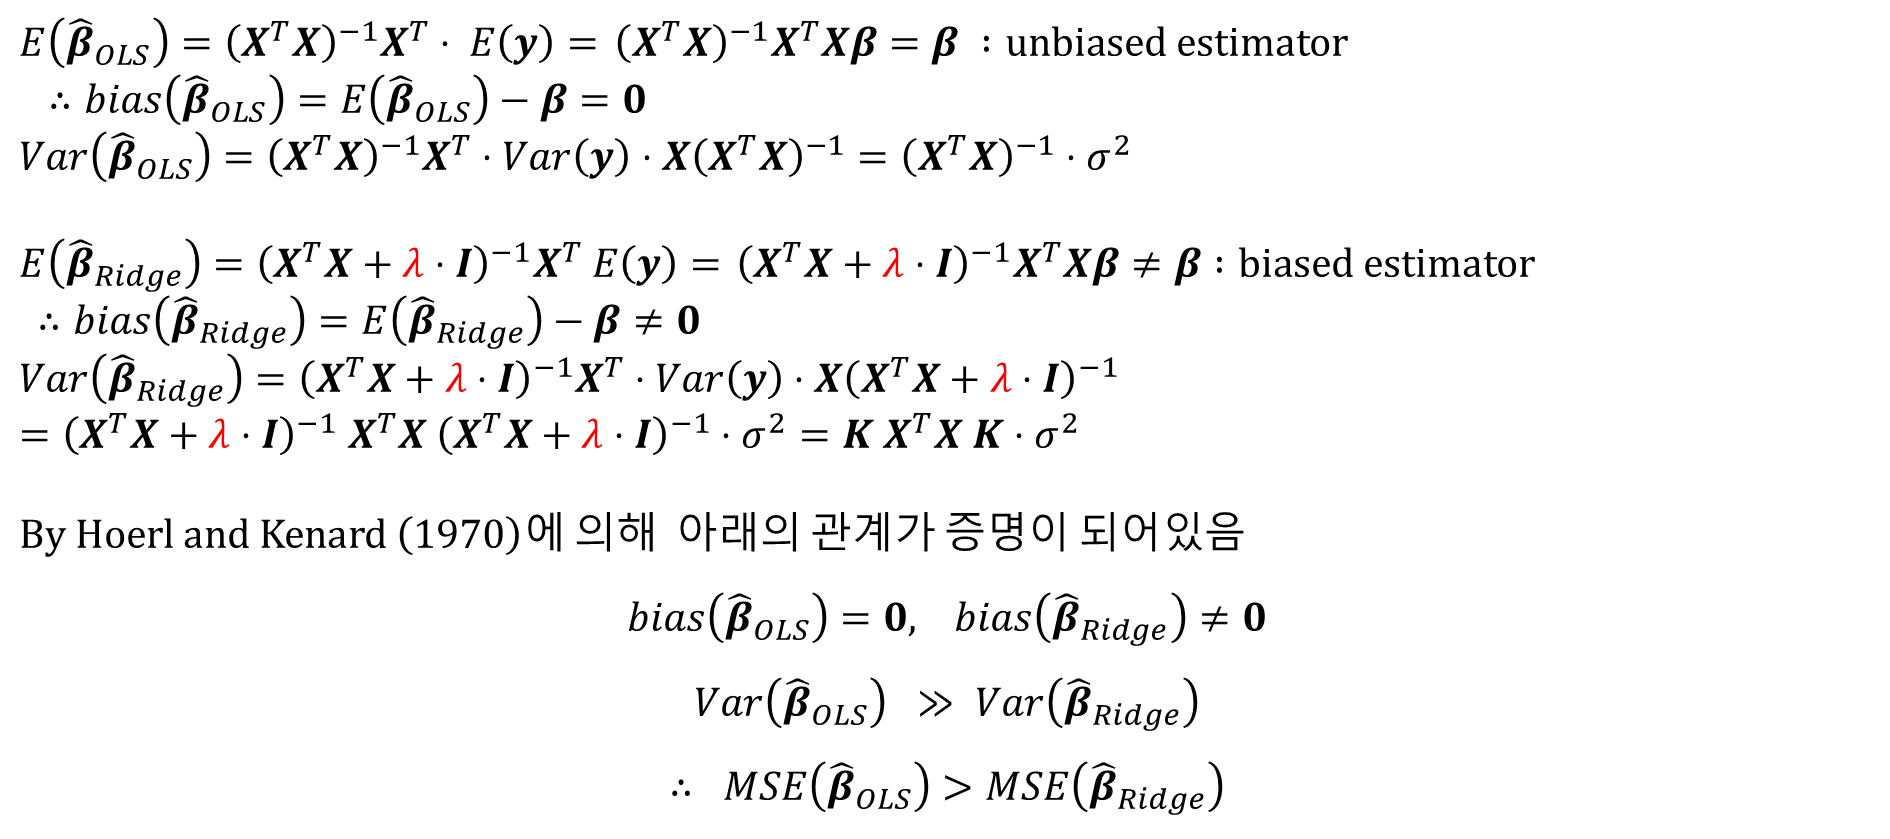 E(β̂_OLS) = (XᵀX)⁻¹Xᵀ · E(y) = (XᵀX)⁻¹XᵀXβ = β : unbiased estimator
∴ bias(β̂_OLS) = E(β̂_OLS) − β = 0
Var(β̂_OLS) = (XᵀX)⁻¹Xᵀ · Var(y) · X(XᵀX)⁻¹ = (XᵀX)⁻¹ · σ²
E(β̂_Ridge) = (XᵀX + λ · I)⁻¹Xᵀ E(y) = (XᵀX + λ · I)⁻¹XᵀXβ ≠ β : biased estimator
∴ bias(β̂_Ridge) = E(β̂_Ridge) − β ≠ 0
Var(β̂_Ridge) = (XᵀX + λ · I)⁻¹Xᵀ · Var(y) · X(XᵀX + λ · I)⁻¹
= (XᵀX + λ · I)⁻¹ XᵀX (XᵀX + λ · I)⁻¹ · σ² = K XᵀX K · σ²
By Hoerl and Kenard (1970)에 의해 아래의 관계가 증명이 되어있음
bias(β̂_OLS) = 0, bias(β̂_Ridge) ≠ 0
Var(β̂_OLS) ≫ Var(β̂_Ridge)
∴ MSE(β̂_OLS) > MSE(β̂_Ridge)